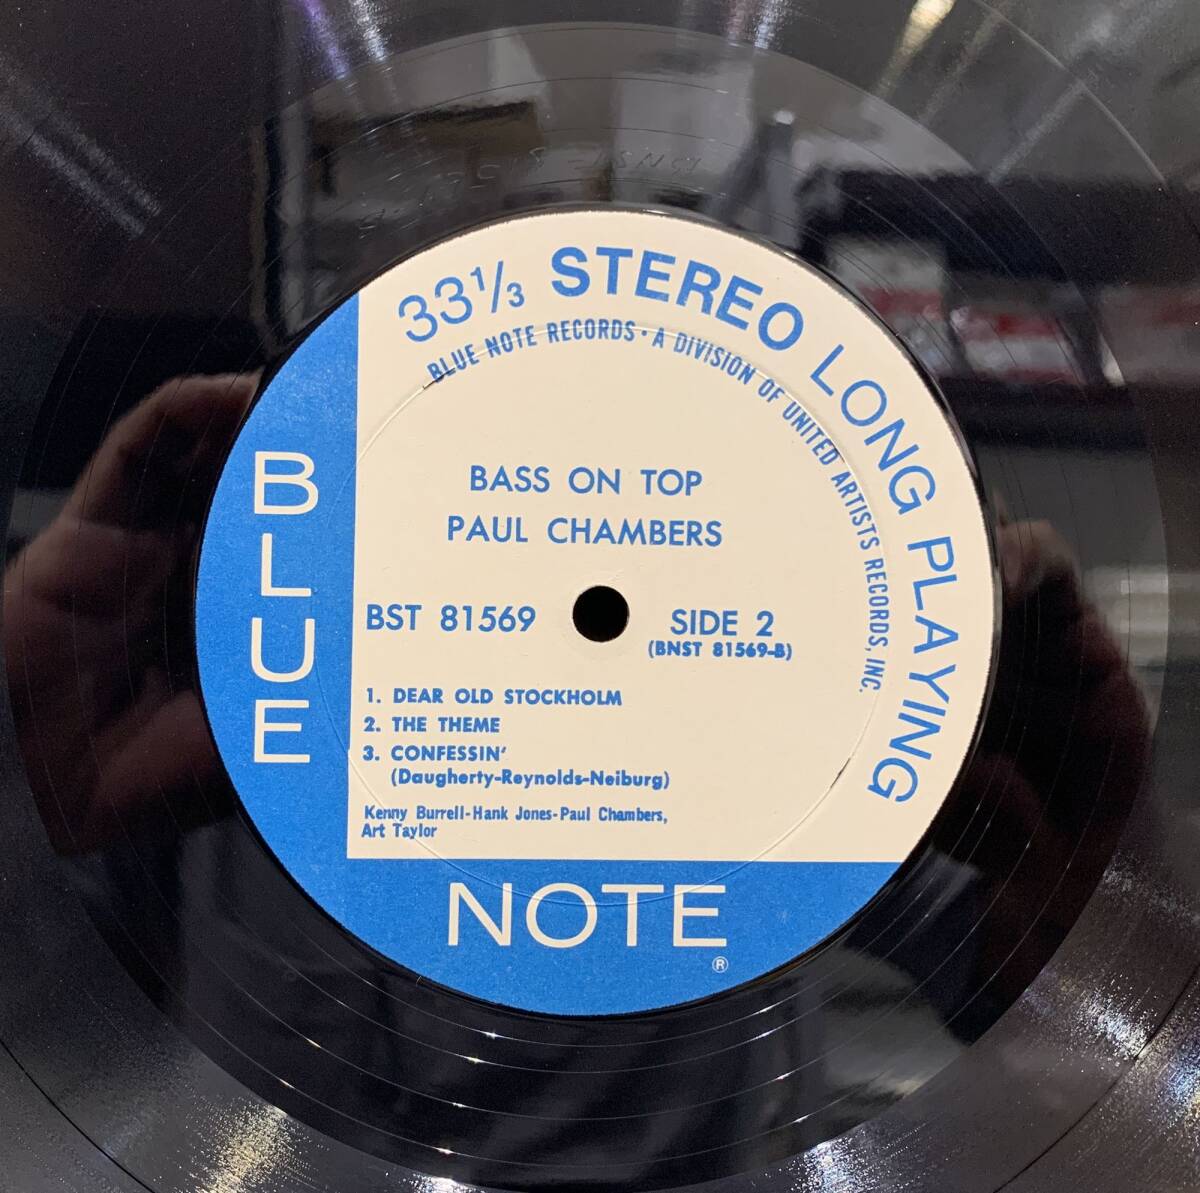 33 1/3 STEREO LONG PLAYING
BLUE NOTE RECORDS · A DIVISION OF UNITED ARTISTS RECORDS, INC.
BASS ON TOP
PAUL CHAMBERS
BST 81569
SIDE 2
(BNST 81569-B)
1. DEAR OLD STOCKHOLM
2. THE THEME
3. CONFESSIN'
(Daugherty-Reynolds-Neiburg)
Kenny Burrell-Hank Jones-Paul Chambers,
Art Taylor
BLUE
NOTE
®